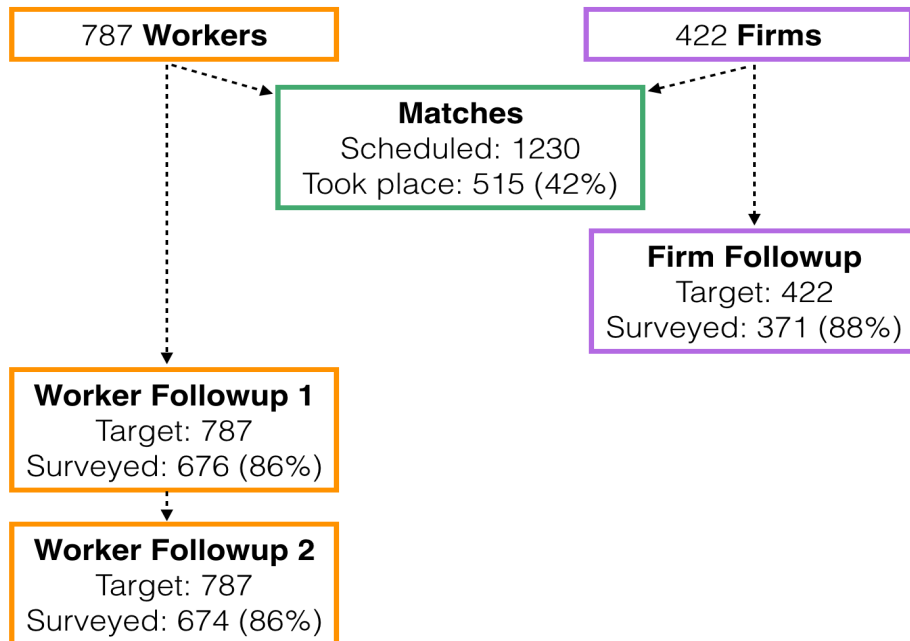 787 Workers
422 Firms
Matches
Scheduled: 1230
Took place: 515 (42%)
Firm Followup
Target: 422
Surveyed: 371 (88%)
Worker Followup 1
Target: 787
Surveyed: 676 (86%)
Worker Followup 2
Target: 787
Surveyed: 674 (86%)